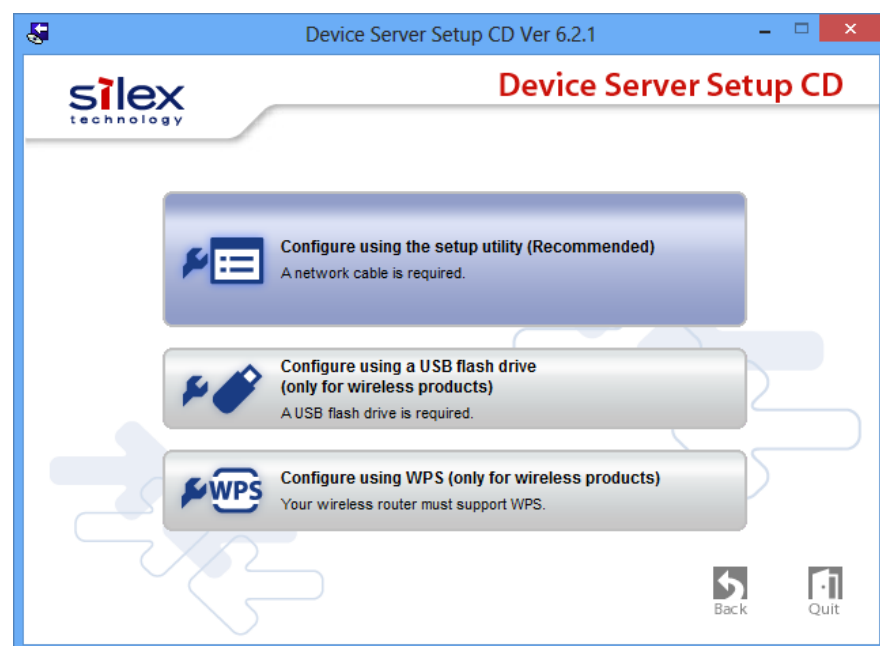 Device Server Setup CD Ver 6.2.1
silex
technology
Device Server Setup CD
Configure using the setup utility (Recommended)
A network cable is required.
Configure using a USB flash drive
(only for wireless products)
A USB flash drive is required.
WPS
Configure using WPS (only for wireless products)
Your wireless router must support WPS.
Back
Quit